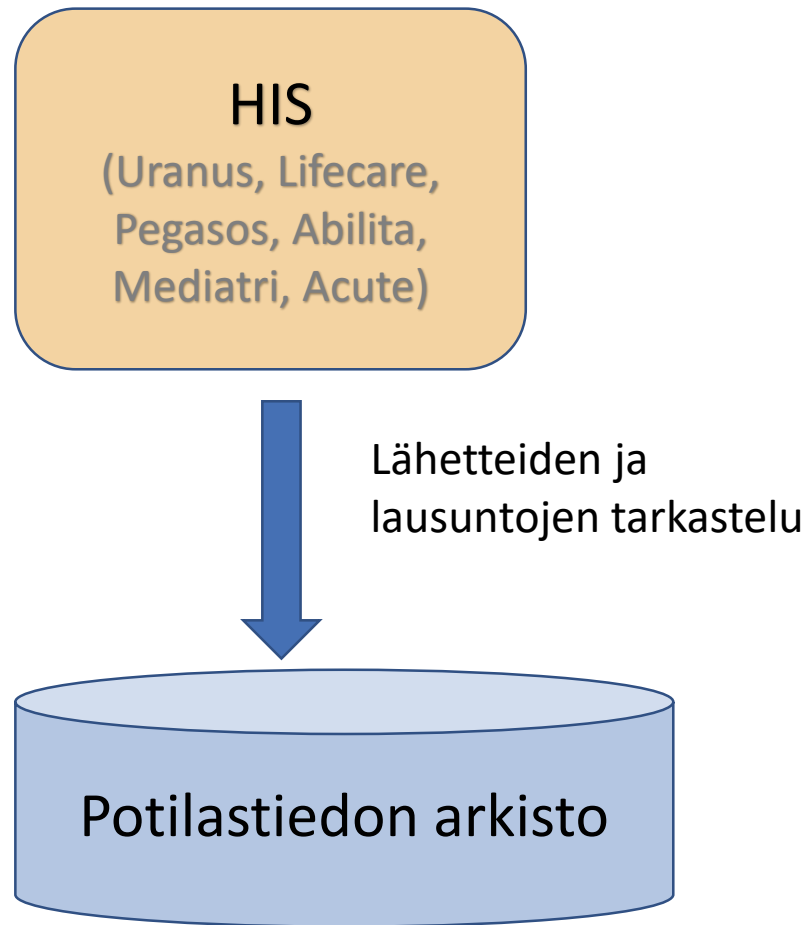 HIS
(Uranus, Lifecare,
Pegasos, Abilita,
Mediatri, Acute)
Lähetteiden ja
lausuntojen tarkastelu
Potilastiedon arkisto